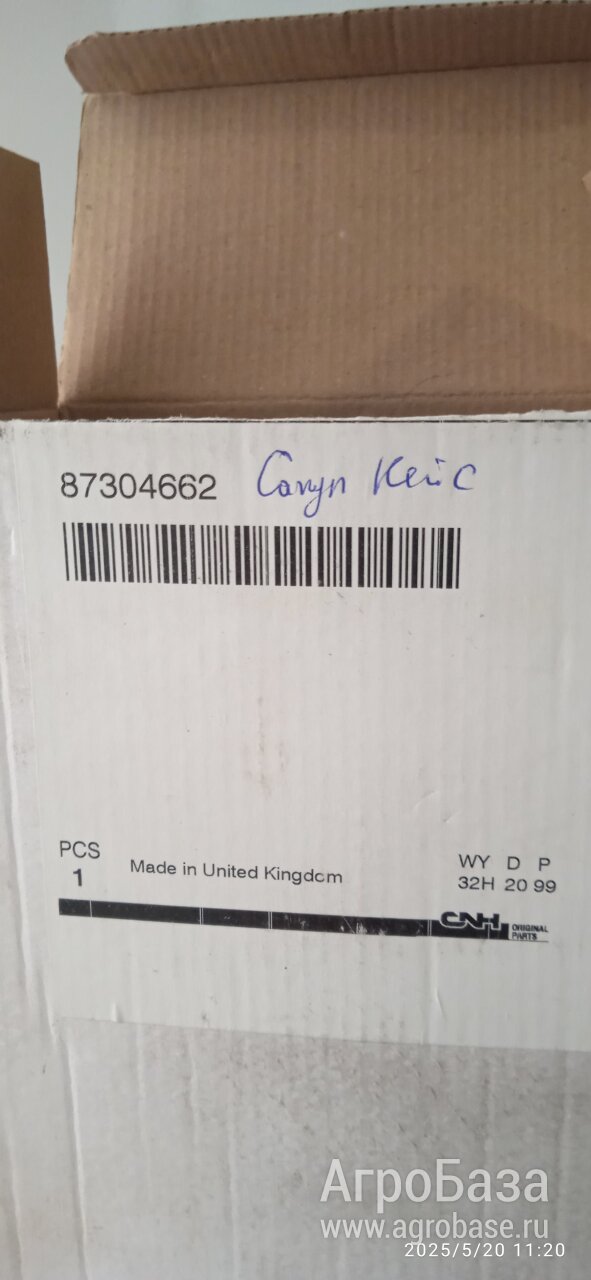 87304662 Сапун Кейс
PCS
1
Made in United Kingdom
WY D P
32H 20 99
CNH ORIGINAL
PARTS
АгроБаза
www.agrobase.ru
2025/5/20 11:20